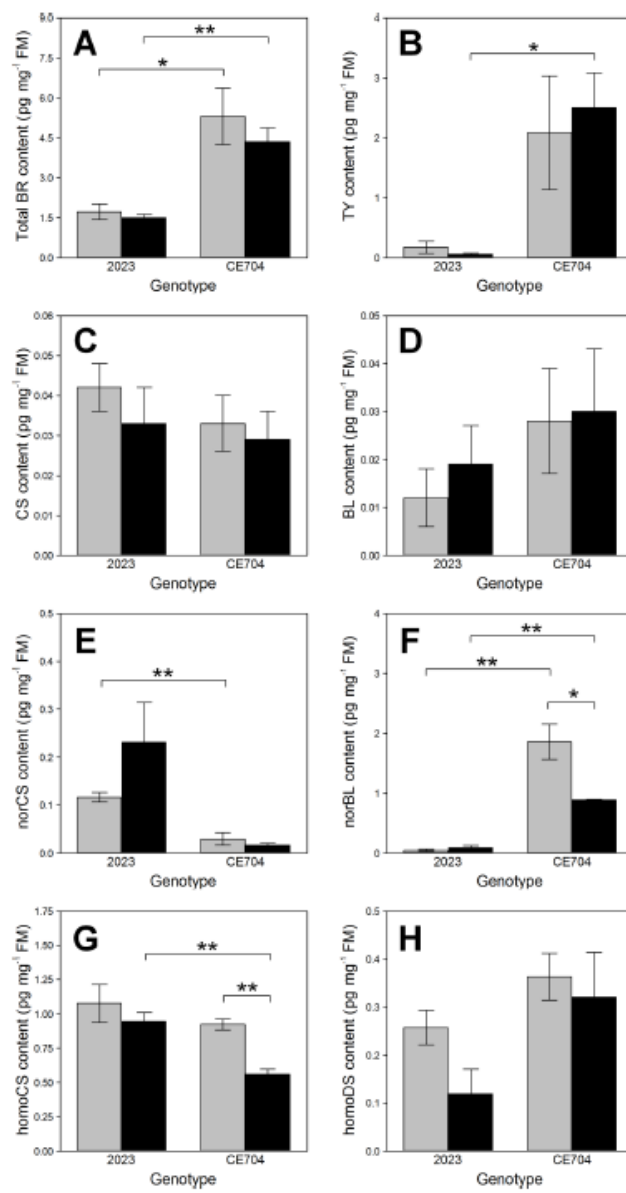 A
Total BR content (pg mg⁻¹ FM)
9.0
7.5
6.0
4.5
3.0
1.5
0.0
**
*
2023
CE704
Genotype
B
TY content (pg mg⁻¹ FM)
4
3
2
1
0
*
2023
CE704
Genotype
C
CS content (pg mg⁻¹ FM)
0.06
0.05
0.04
0.03
0.02
0.01
0.00
2023
CE704
Genotype
D
BL content (pg mg⁻¹ FM)
0.05
0.04
0.03
0.02
0.01
0.00
2023
CE704
Genotype
E
norCS content (pg mg⁻¹ FM)
0.5
0.4
0.3
0.2
0.1
0.0
**
2023
CE704
Genotype
F
norBL content (pg mg⁻¹ FM)
4
3
2
1
0
**
**
*
2023
CE704
Genotype
G
homoCS content (pg mg⁻¹ FM)
1.75
1.50
1.25
1.00
0.75
0.50
0.25
0.00
**
**
2023
CE704
Genotype
H
homoDS content (pg mg⁻¹ FM)
0.5
0.4
0.3
0.2
0.1
0.0
2023
CE704
Genotype